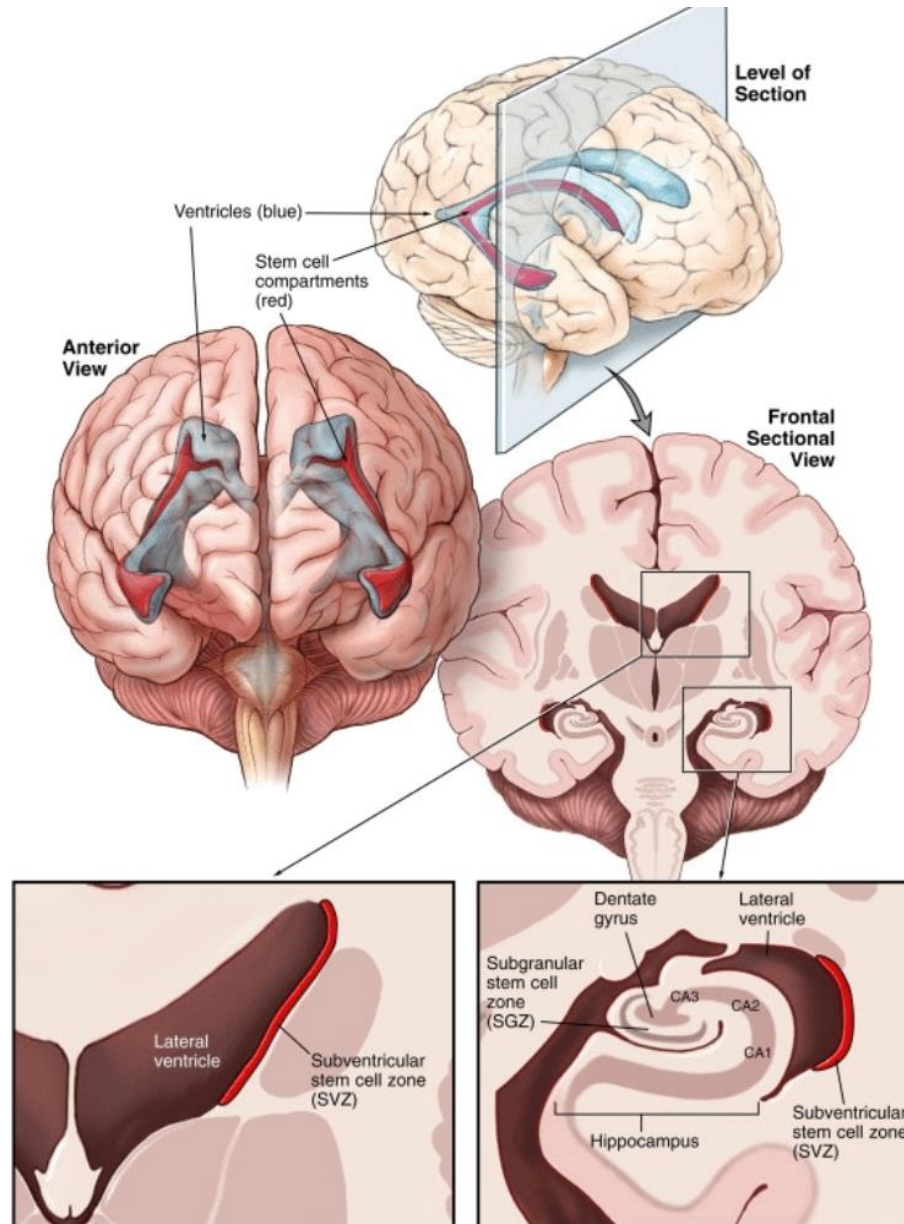 Level of
Section
Ventricles (blue)
Stem cell
compartments
(red)
Anterior
View
Frontal
Sectional
View
Lateral
ventricle
Subventricular
stem cell zone
(SVZ)
Dentate
gyrus
Lateral
ventricle
Subgranular
stem cell
zone
(SGZ)
CA3
CA2
CA1
Hippocampus
Subventricular
stem cell zone
(SVZ)